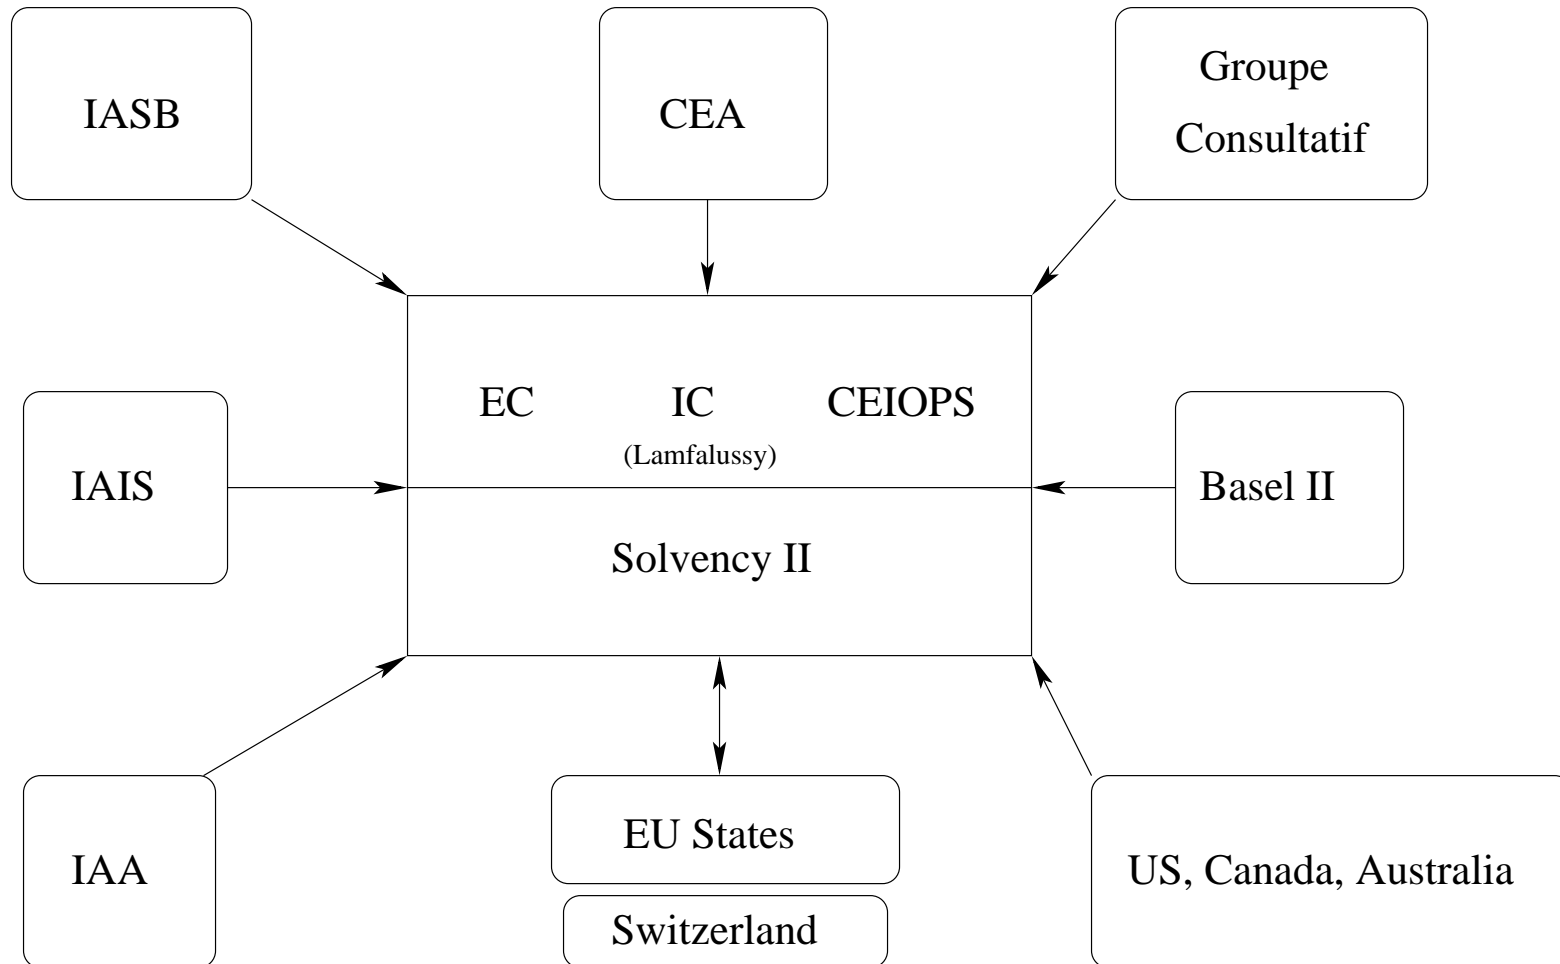 IASB
CEA
Groupe
Consultatif
EC IC CEIOPS
(Lamfalussy)
IAIS
Basel II
Solvency II
EU States
IAA
US, Canada, Australia
Switzerland